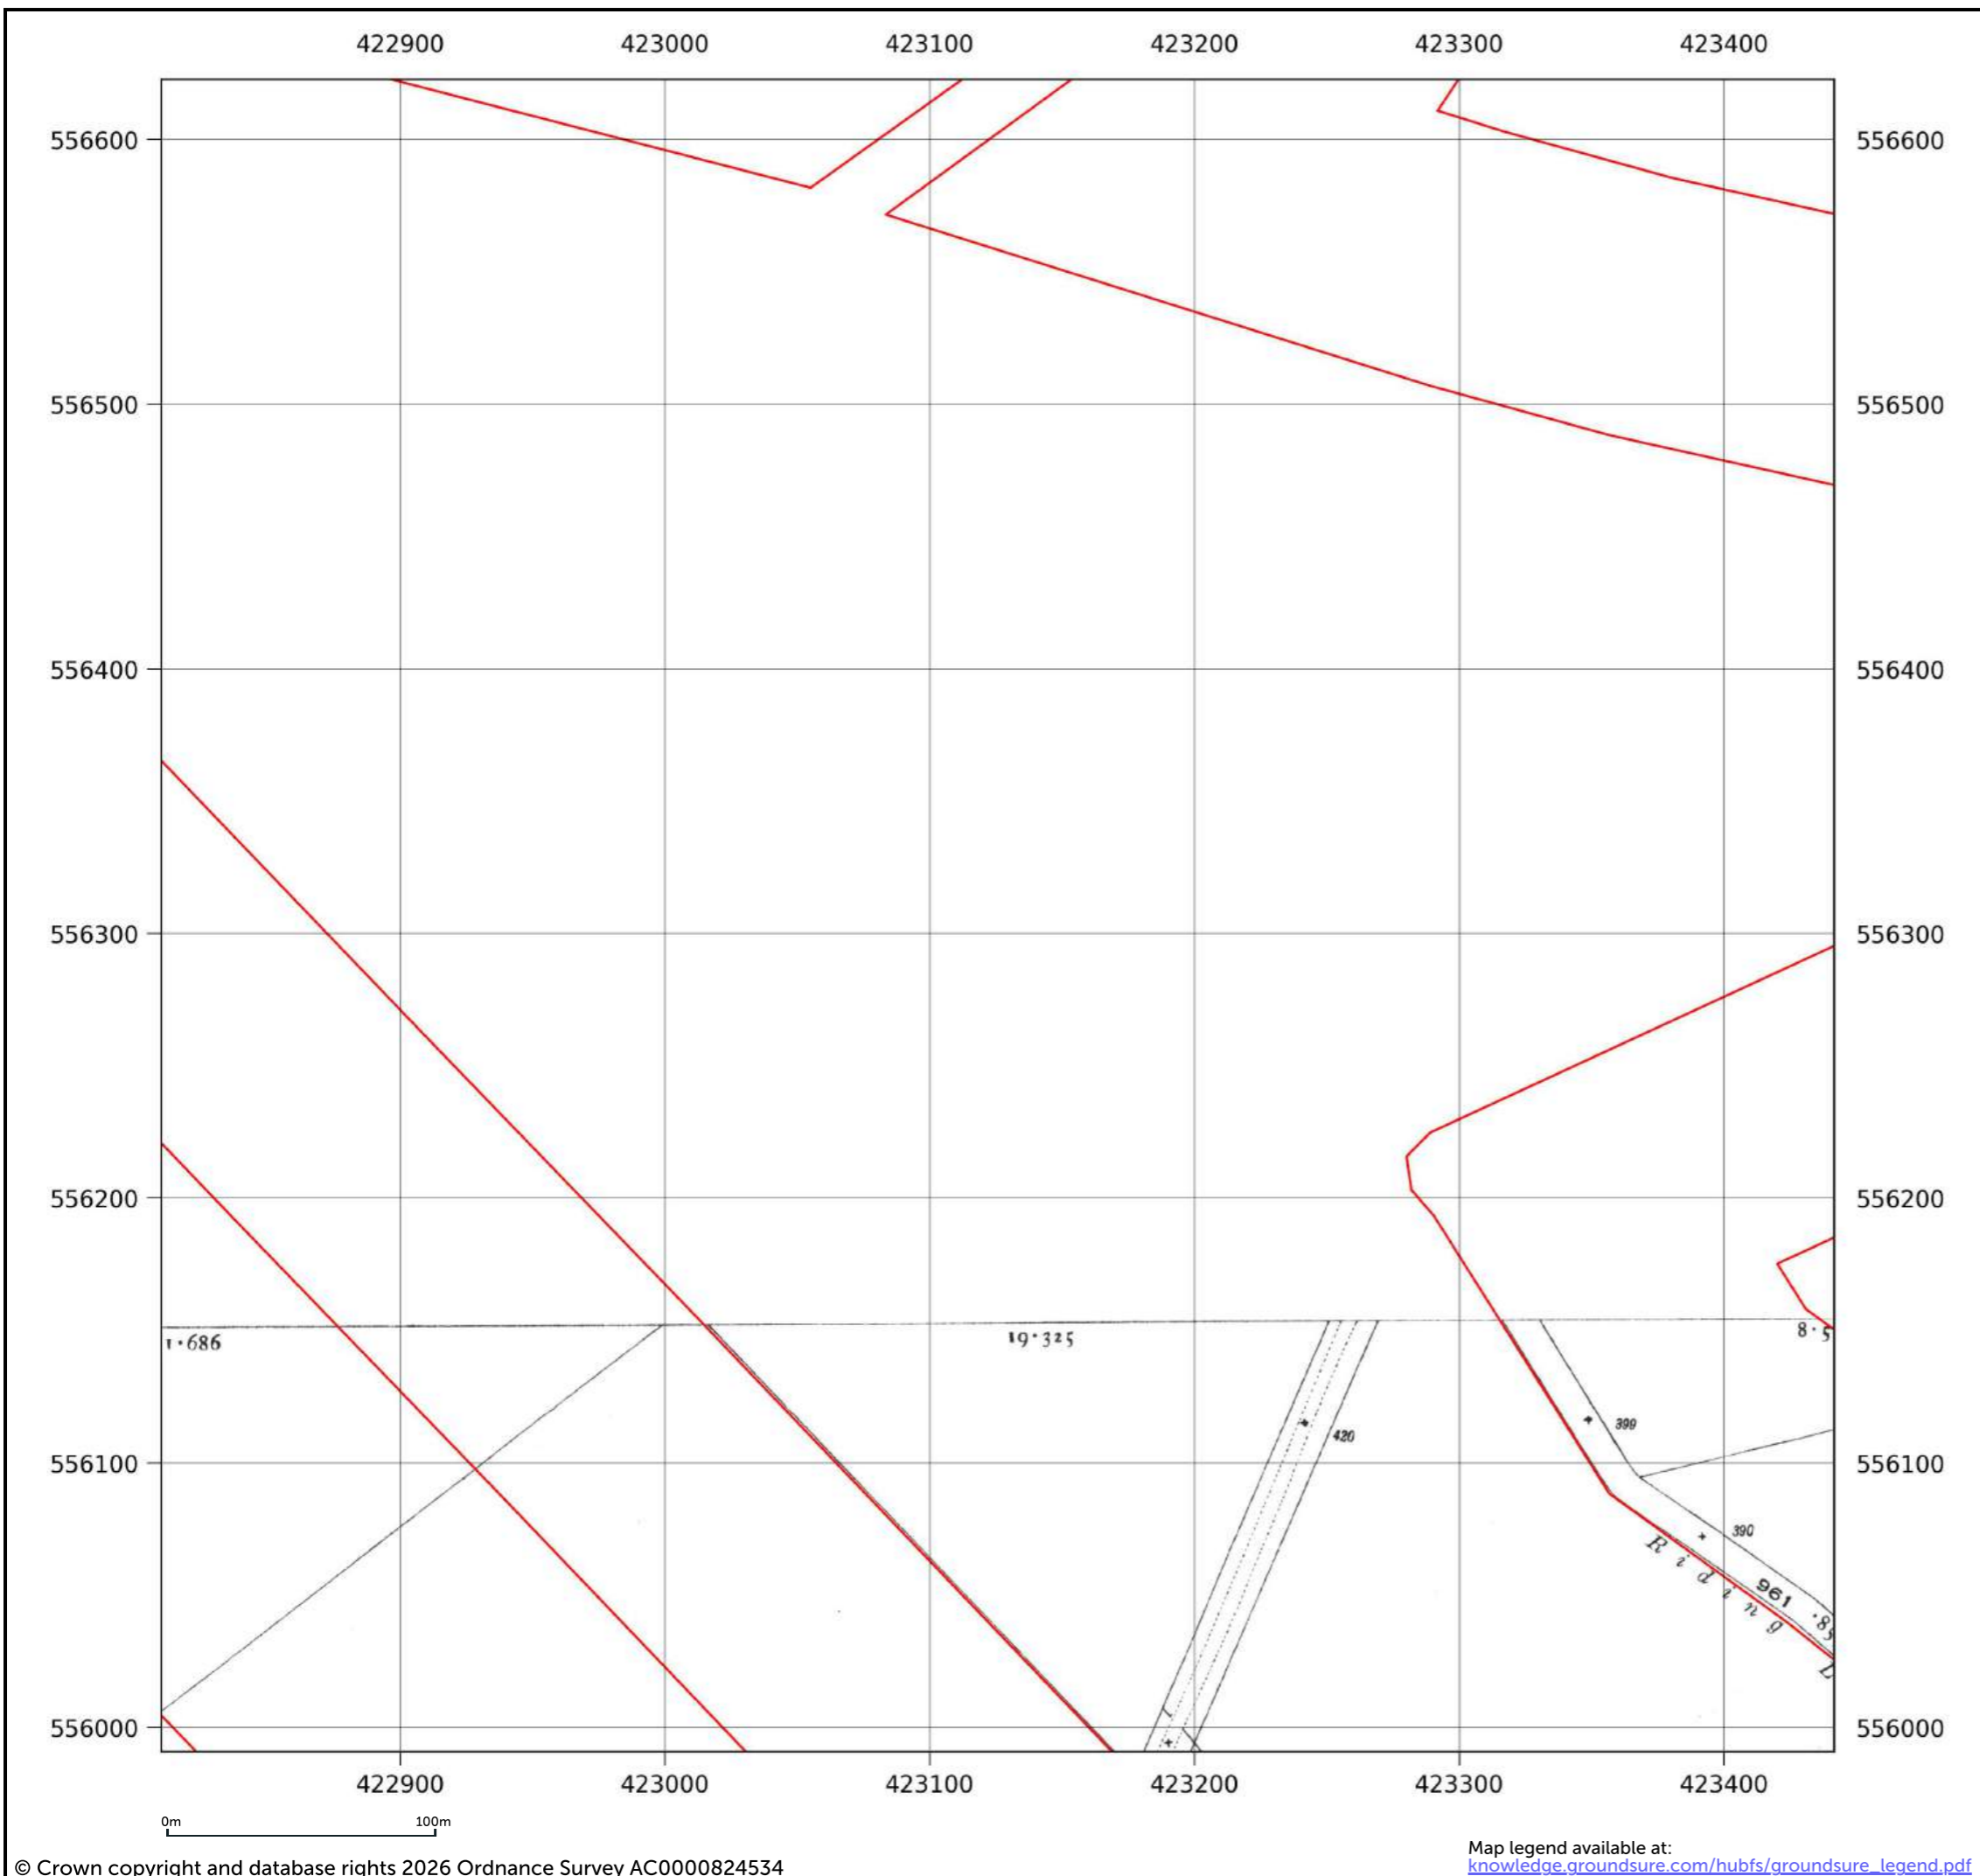 422900 423000 423100 423200 423300 423400
556600 556600
556500 556500
556400 556400
556300 556300
556200 556200
1·686 19·325 8·5
399
420
556100 556100
390
Riding L
961 ·85
556000 556000
422900 423000 423100 423200 423300 423400
0m 100m
Map legend available at:
© Crown copyright and database rights 2026 Ordnance Survey AC0000824534
knowledge.groundsure.com/hubfs/groundsure_legend.pdf